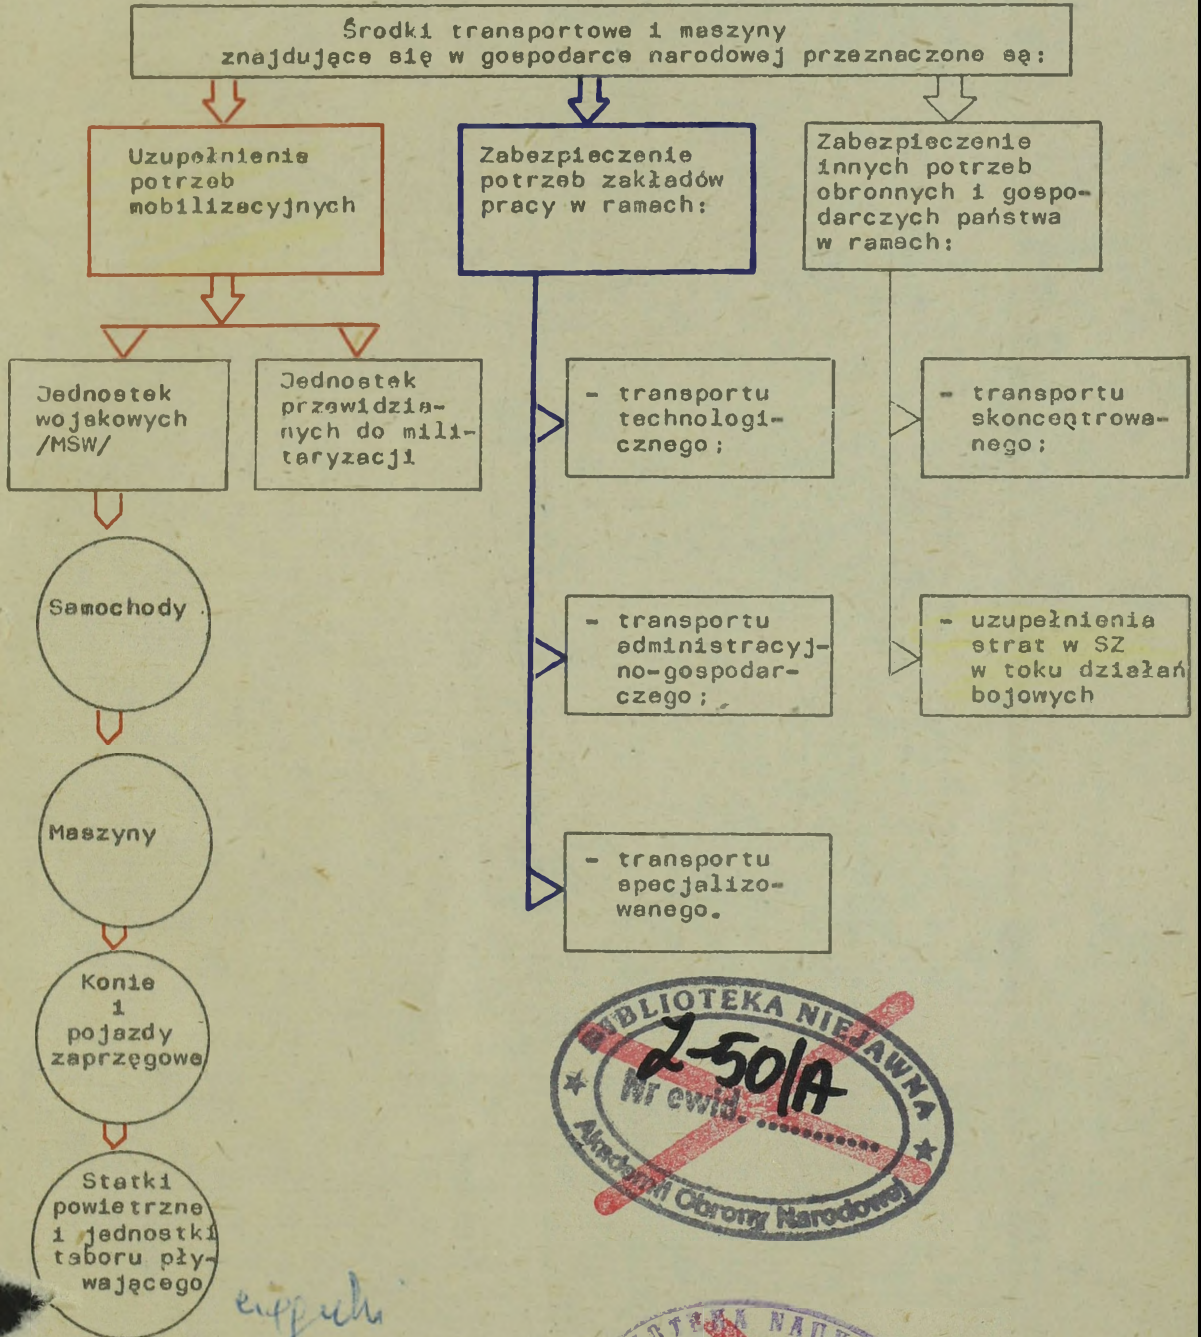 Środki transportowe i maszyny
znajdujące się w gospodarce narodowej przeznaczone są:
Uzupełnienia
potrzeb
mobilizacyjnych
Zabezpieczenie
potrzeb zakładów
pracy w ramach:
Zabezpieczenie
innych potrzeb
obronnych i gospo-
darczych państwa
w ramach:
Jednostek
wojskowych
/MSW/
Jednostek
przewidzia-
nych do mili-
taryzacji
- transportu
technologi-
cznego;
- transportu
skoncentrowa-
nego;
Samochody
- transportu
administracyj-
no-gospodar-
czego;
- uzupełnienia
strat w SZ
w toku działań
bojowych
Maszyny
- transportu
specjalizo-
wanego.
Konie
i
pojazdy
zaprzęgowe
BIBLIOTEKA NIEJAWNA
Z-50/A
Nr ewid. ............
Akademii Obrony Narodowej
Statki
powietrzne
i jednostki
taboru pły-
wającego